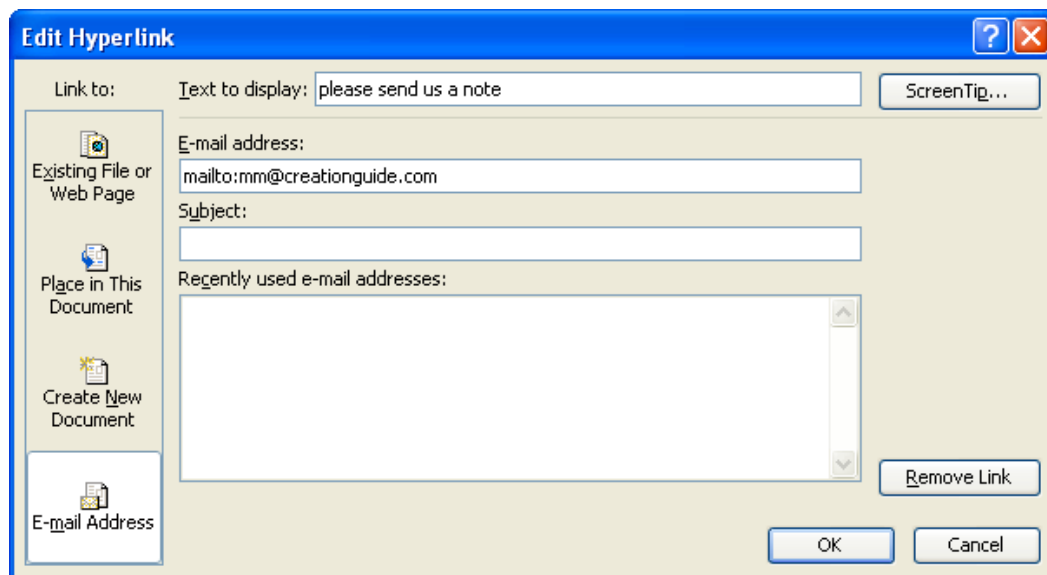 Edit Hyperlink
Link to:
Text to display: please send us a note
ScreenTip...
Existing File or
Web Page
E-mail address:
mailto:mm@creationguide.com
Subject:
Place in This
Document
Recently used e-mail addresses:
Create New
Document
E-mail Address
Remove Link
OK
Cancel